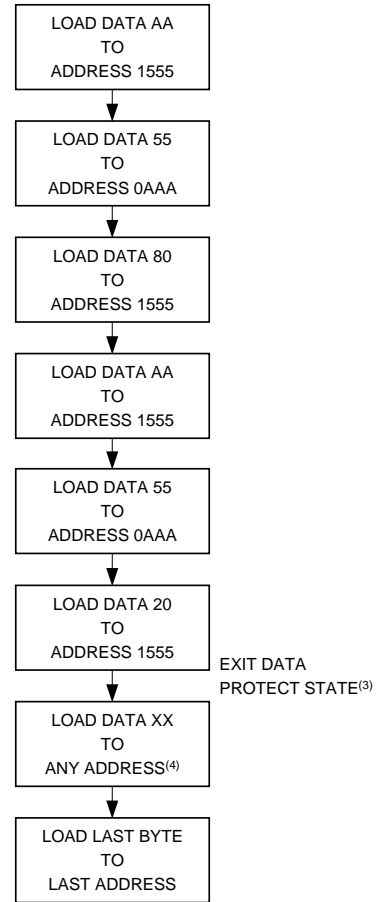 LOAD DATA AA
TO
ADDRESS 1555
LOAD DATA 55
TO
ADDRESS 0AAA
LOAD DATA 80
TO
ADDRESS 1555
LOAD DATA AA
TO
ADDRESS 1555
LOAD DATA 55
TO
ADDRESS 0AAA
LOAD DATA 20
TO
ADDRESS 1555
EXIT DATA
PROTECT STATE(3)
LOAD DATA XX
TO
ANY ADDRESS(4)
LOAD LAST BYTE
TO
LAST ADDRESS